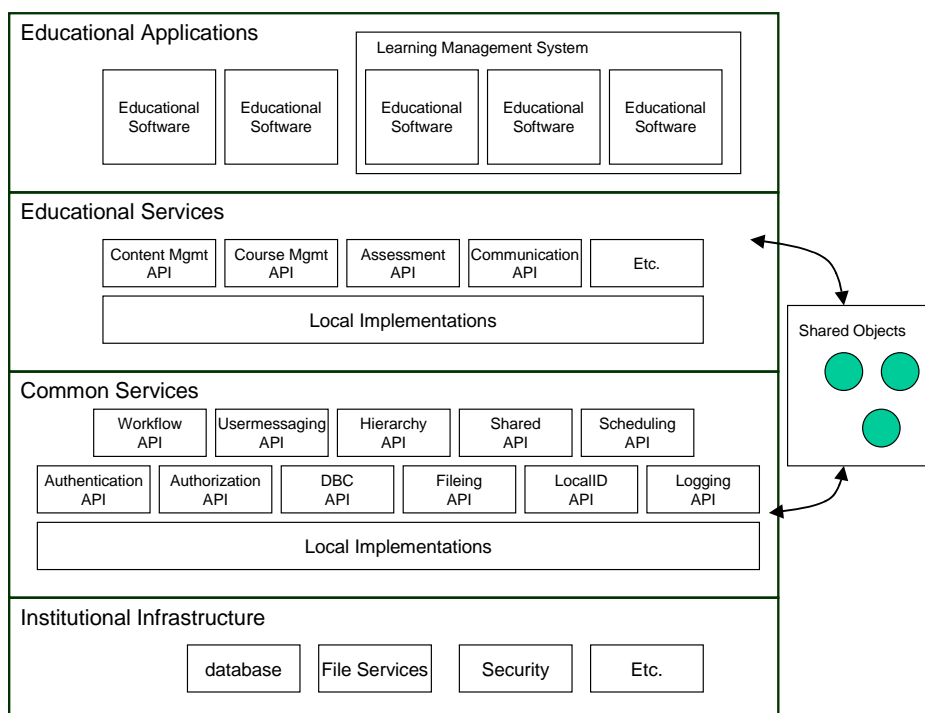 Educational Applications
Learning Management System
Educational
Software
Educational
Software
Educational
Software
Educational
Software
Educational
Software
Educational Services
Content Mgmt
API
Course Mgmt
API
Assessment
API
Communication
API
Etc.
Local Implementations
Shared Objects
Common Services
Workflow
API
Usermessaging
API
Hierarchy
API
Shared
API
Scheduling
API
Authentication
API
Authorization
API
DBC
API
Fileing
API
LocalID
API
Logging
API
Local Implementations
Institutional Infrastructure
database
File Services
Security
Etc.